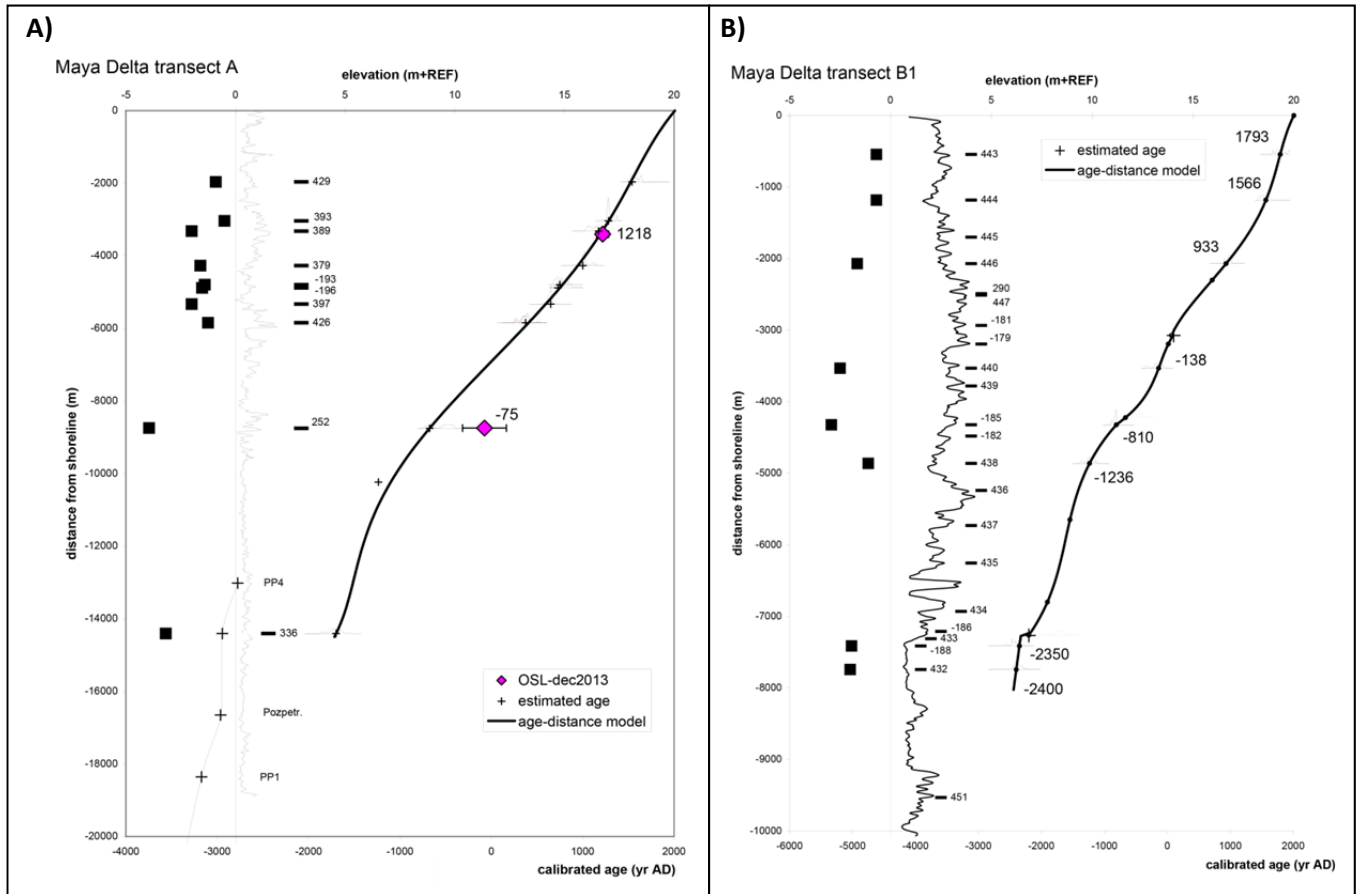 A)
Maya Delta transect A
elevation (m+REF)
-5 0 5 10 15 20
0
-2000
-4000
-6000
-8000
-10000
-12000
-14000
-16000
-18000
-20000
distance from shoreline (m)
429
393
389
379
-193
-196
397
426
252
336
1218
-75
PP4
Pozpetr.
PP1
OSL-dec2013
estimated age
age-distance model
-4000 -3000 -2000 -1000 0 1000 2000
calibrated age (yr AD)
B)
Maya Delta transect B1
elevation (m+REF)
-5 0 5 10 15 20
0
-1000
-2000
-3000
-4000
-5000
-6000
-7000
-8000
-9000
-10000
distance from shoreline (m)
estimated age
age-distance model
443
444
445
446
290
447
-181
-179
440
439
-185
-182
438
436
437
435
434
-186
433
-188
432
451
1793
1566
933
-138
-810
-1236
-2350
-2400
-6000 -5000 -4000 -3000 -2000 -1000 0 1000 2000
calibrated age (yr AD)